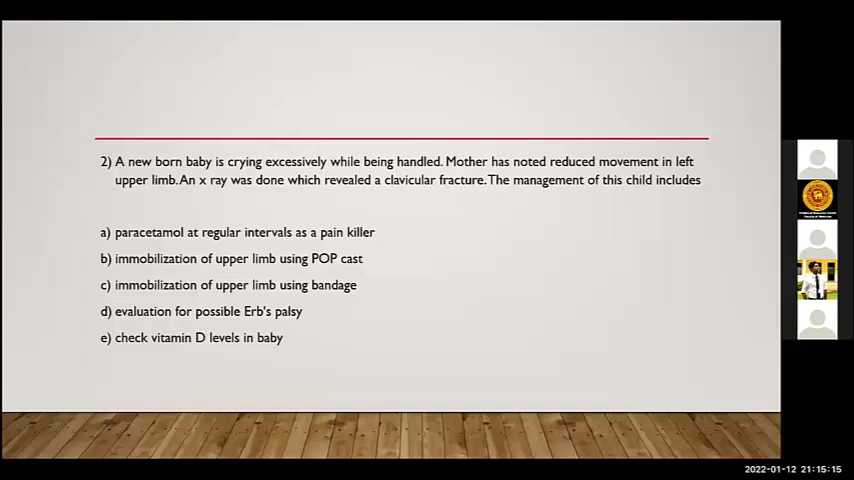 2) A new born baby is crying excessively while being handled. Mother has noted reduced movement in left
upper limb. An x ray was done which revealed a clavicular fracture. The management of this child includes
a) paracetamol at regular intervals as a pain killer
b) immobilization of upper limb using POP cast
c) immobilization of upper limb using bandage
d) evaluation for possible Erb's palsy
e) check vitamin D levels in baby
2022-01-12 21:15:15